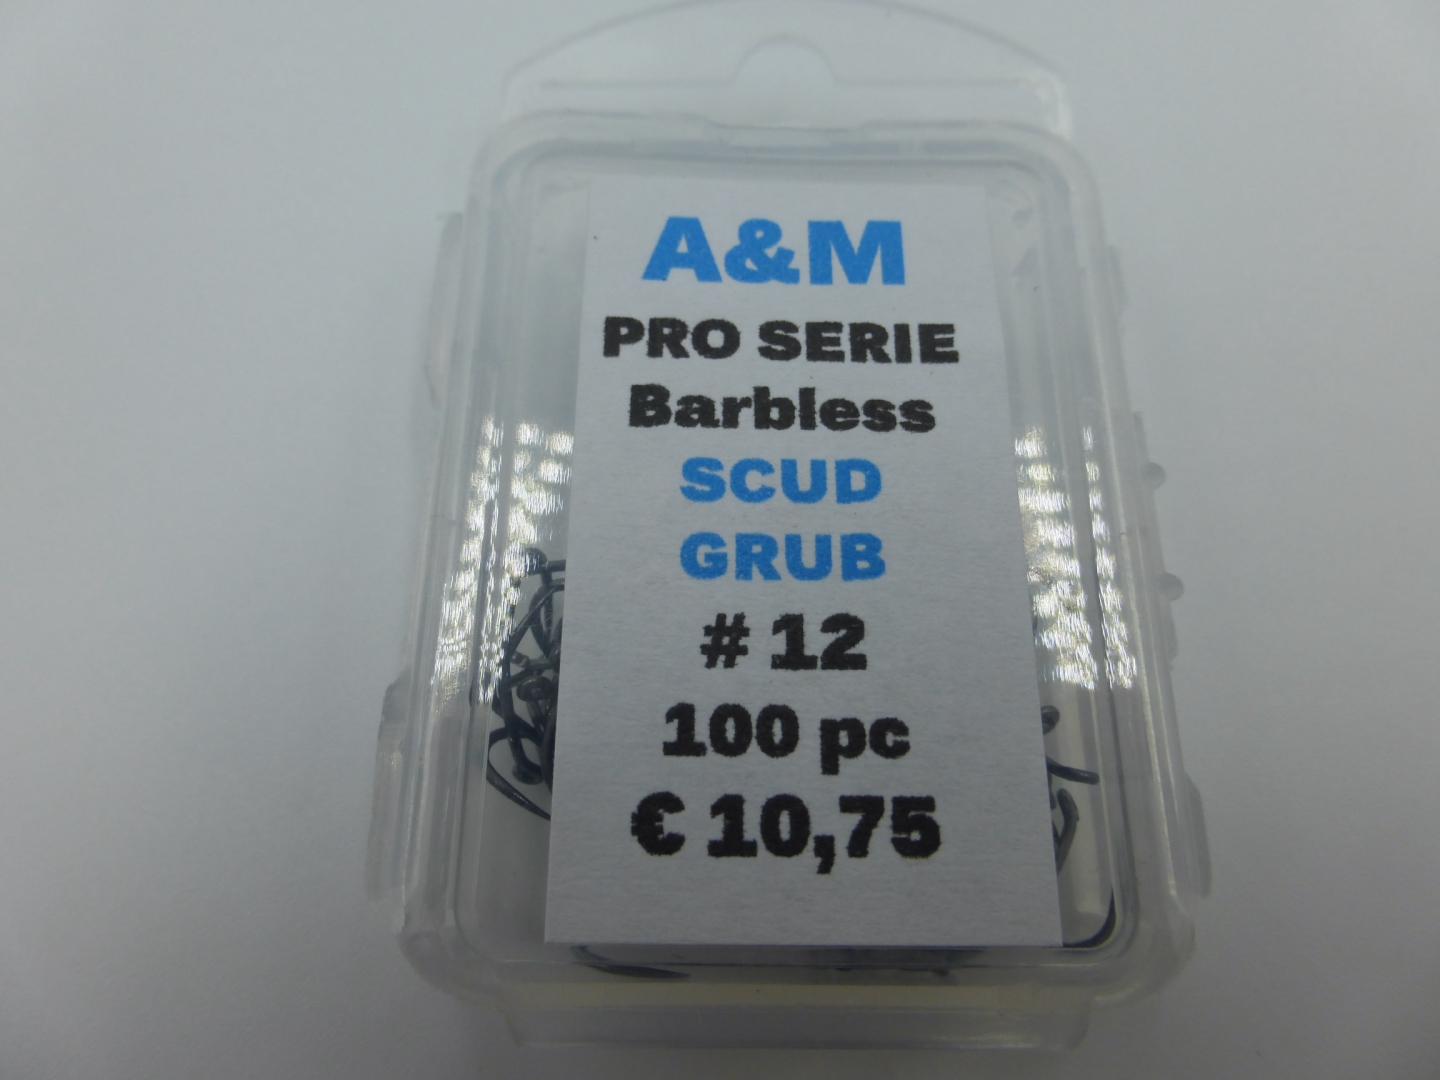 A&M
PRO SERIE
Barbless
SCUD
GRUB
# 12
100 pc
€ 10,75